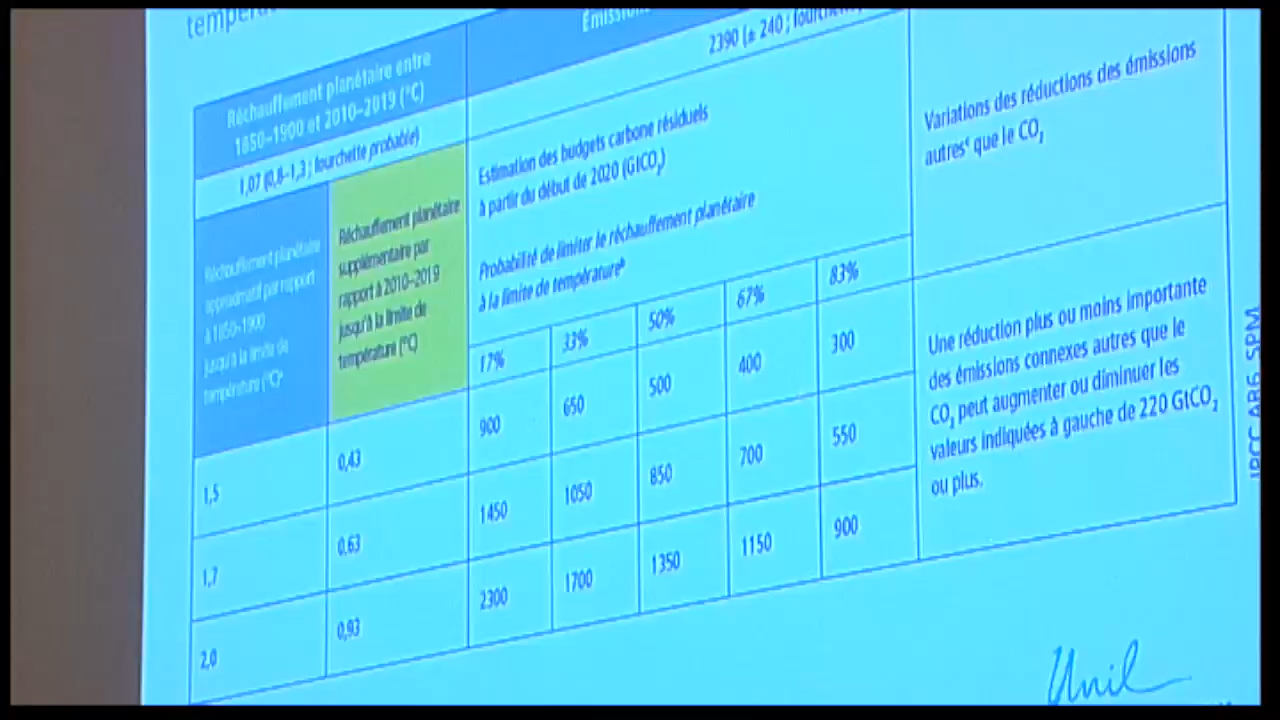 Réchauffement planétaire entre
1850–1900 et 2010–2019 (°C)
1,07 (0,8–1,3 ; fourchette probable)
2390 (± 240 ;
Réchauffement planétaire
approximatif par rapport
à 1850–1900
jusqu'à la limite de
température (°C)ᵃ
Réchauffement planétaire
supplémentaire par
rapport à 2010–2019
jusqu'à la limite de
température (°C)
Estimation des budgets carbone résiduels
à partir du début de 2020 (GtCO₂)
Probabilité de limiter le réchauffement planétaire
à la limite de températureᵇ
17% 33% 50% 67% 83%
Variations des réductions des émissions
autres que le CO₂
1,5 0,43 900 650 500 400 300
1,7 0,63 1450 1050 850 700 550
2,0 0,93 2300 1700 1350 1150 900
Une réduction plus ou moins importante
des émissions connexes autres que le
CO₂ peut augmenter ou diminuer les
valeurs indiquées à gauche de 220 GtCO₂
ou plus.
IPCC AR6 SPM
Unil